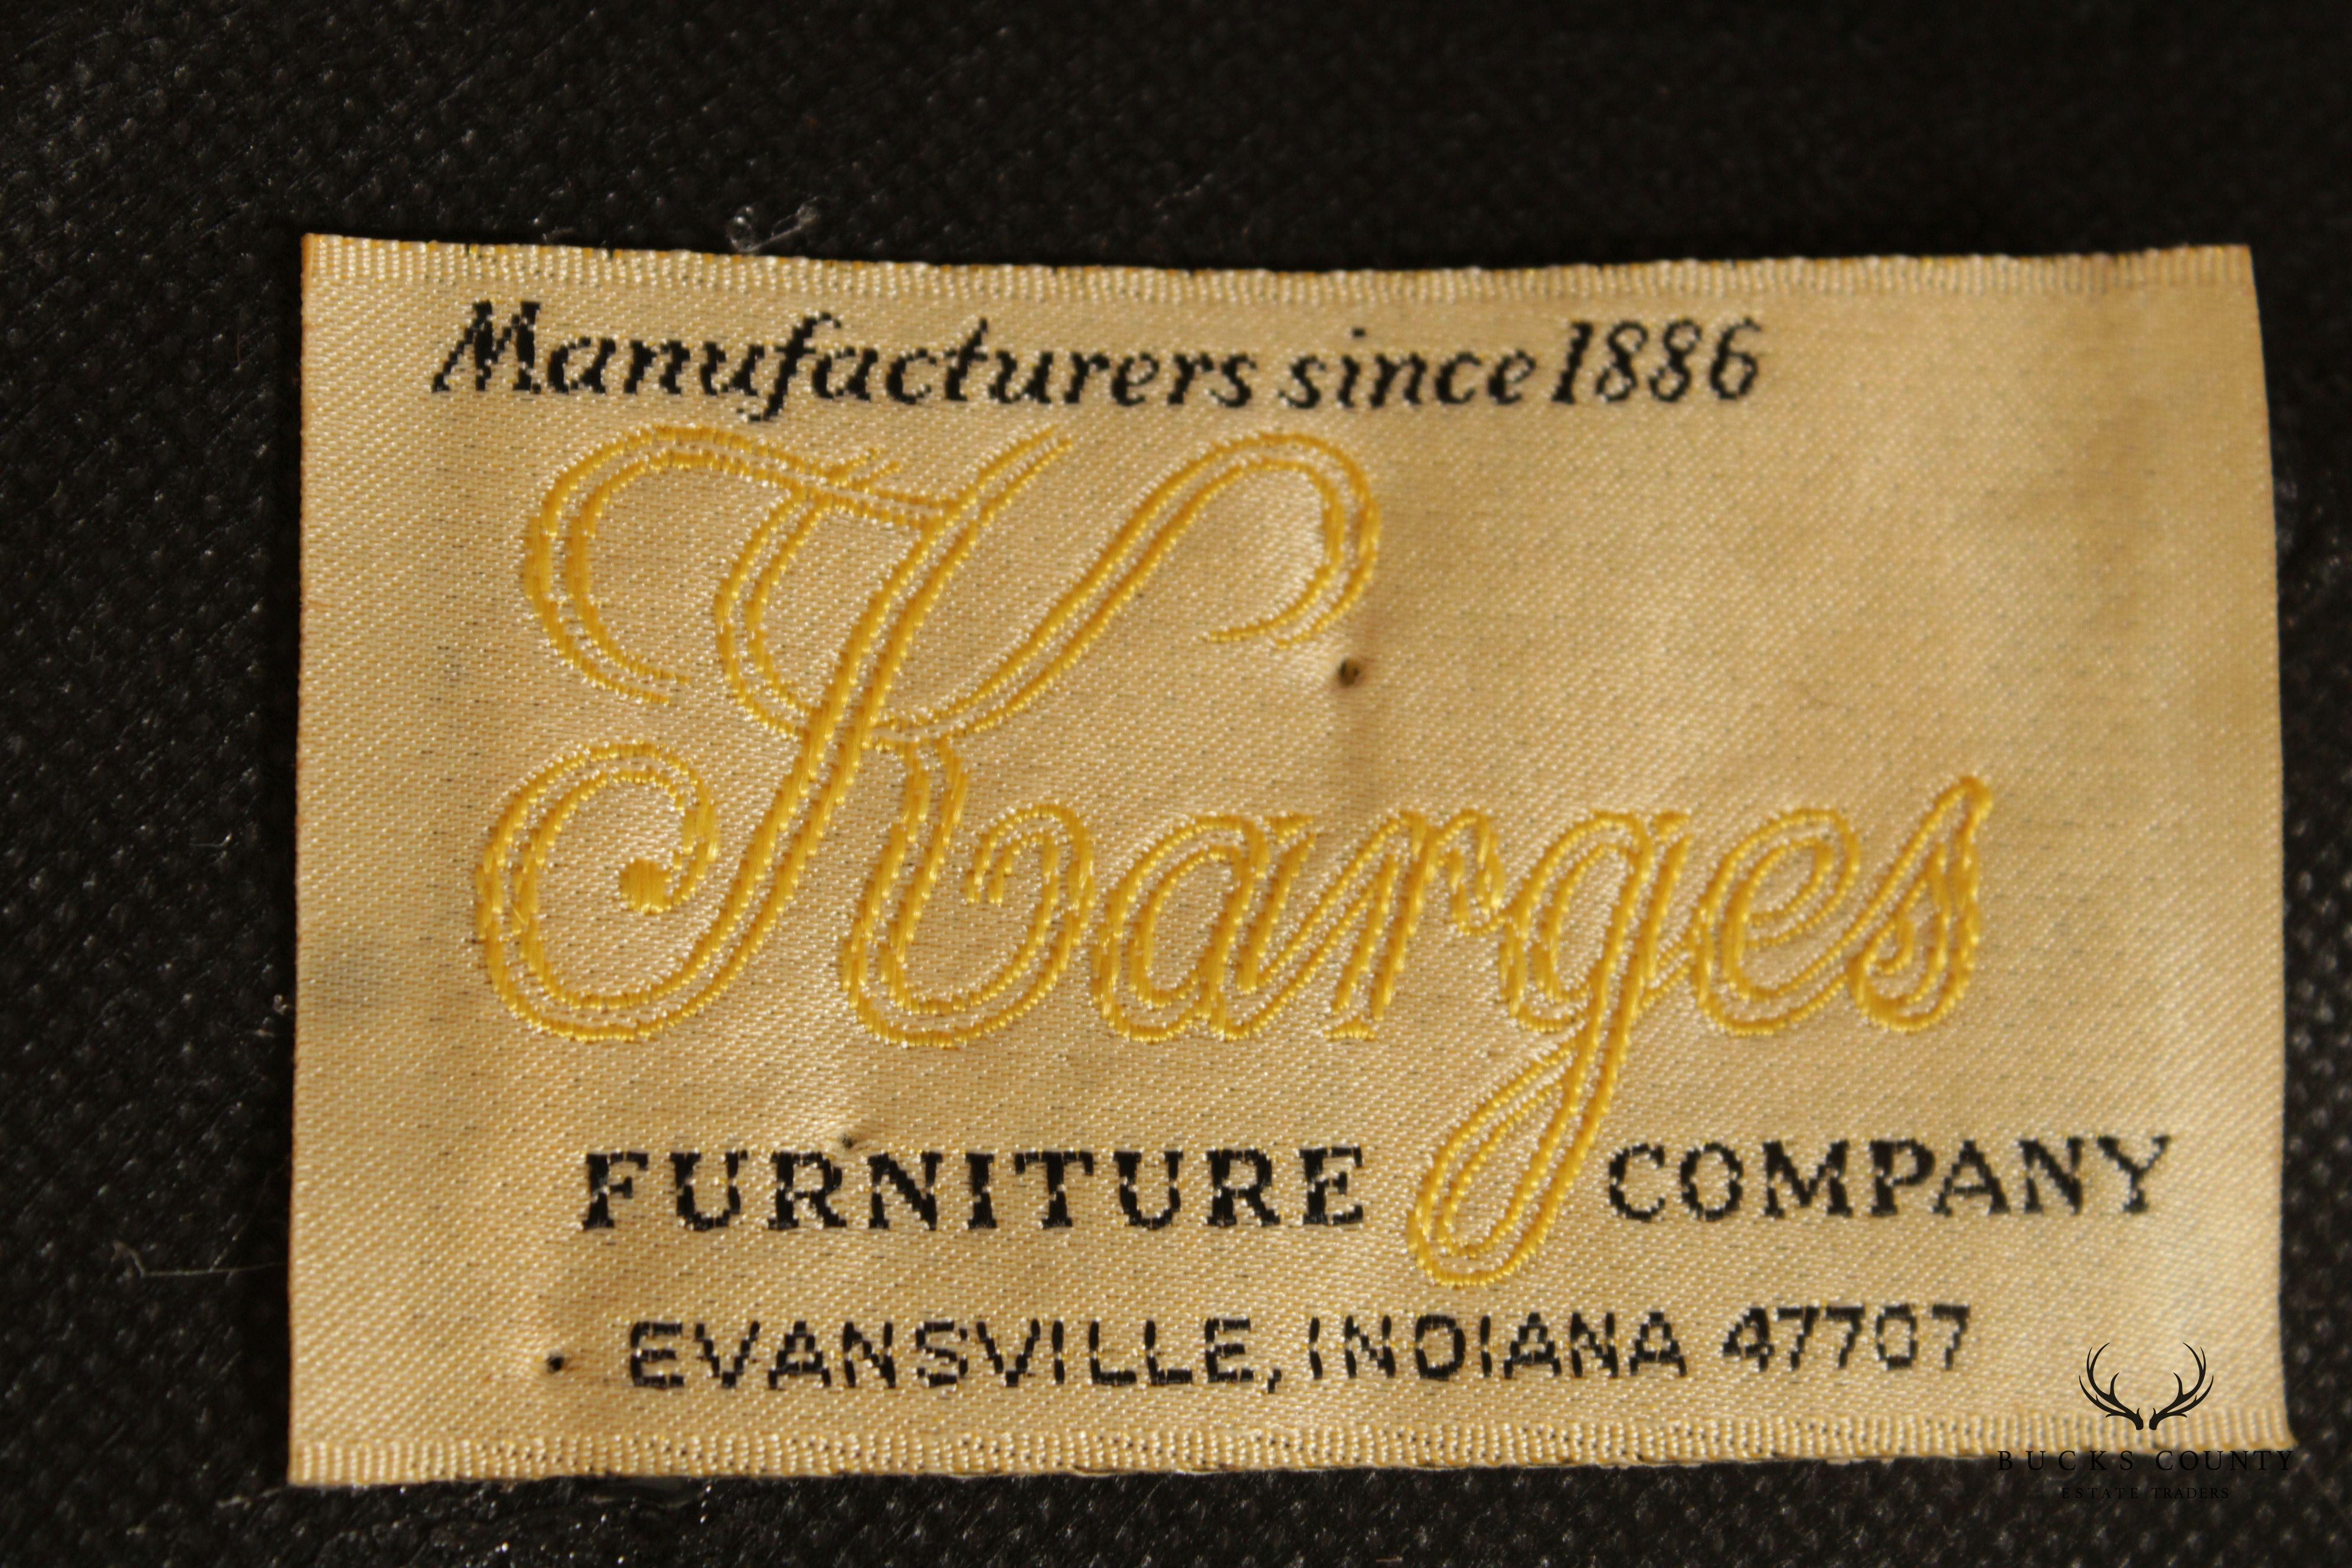 Manufacturers since 1886
Karges
FURNITURE COMPANY
EVANSVILLE, INDIANA 47707
BUCKS COUNTY
ESTATE TRADERS